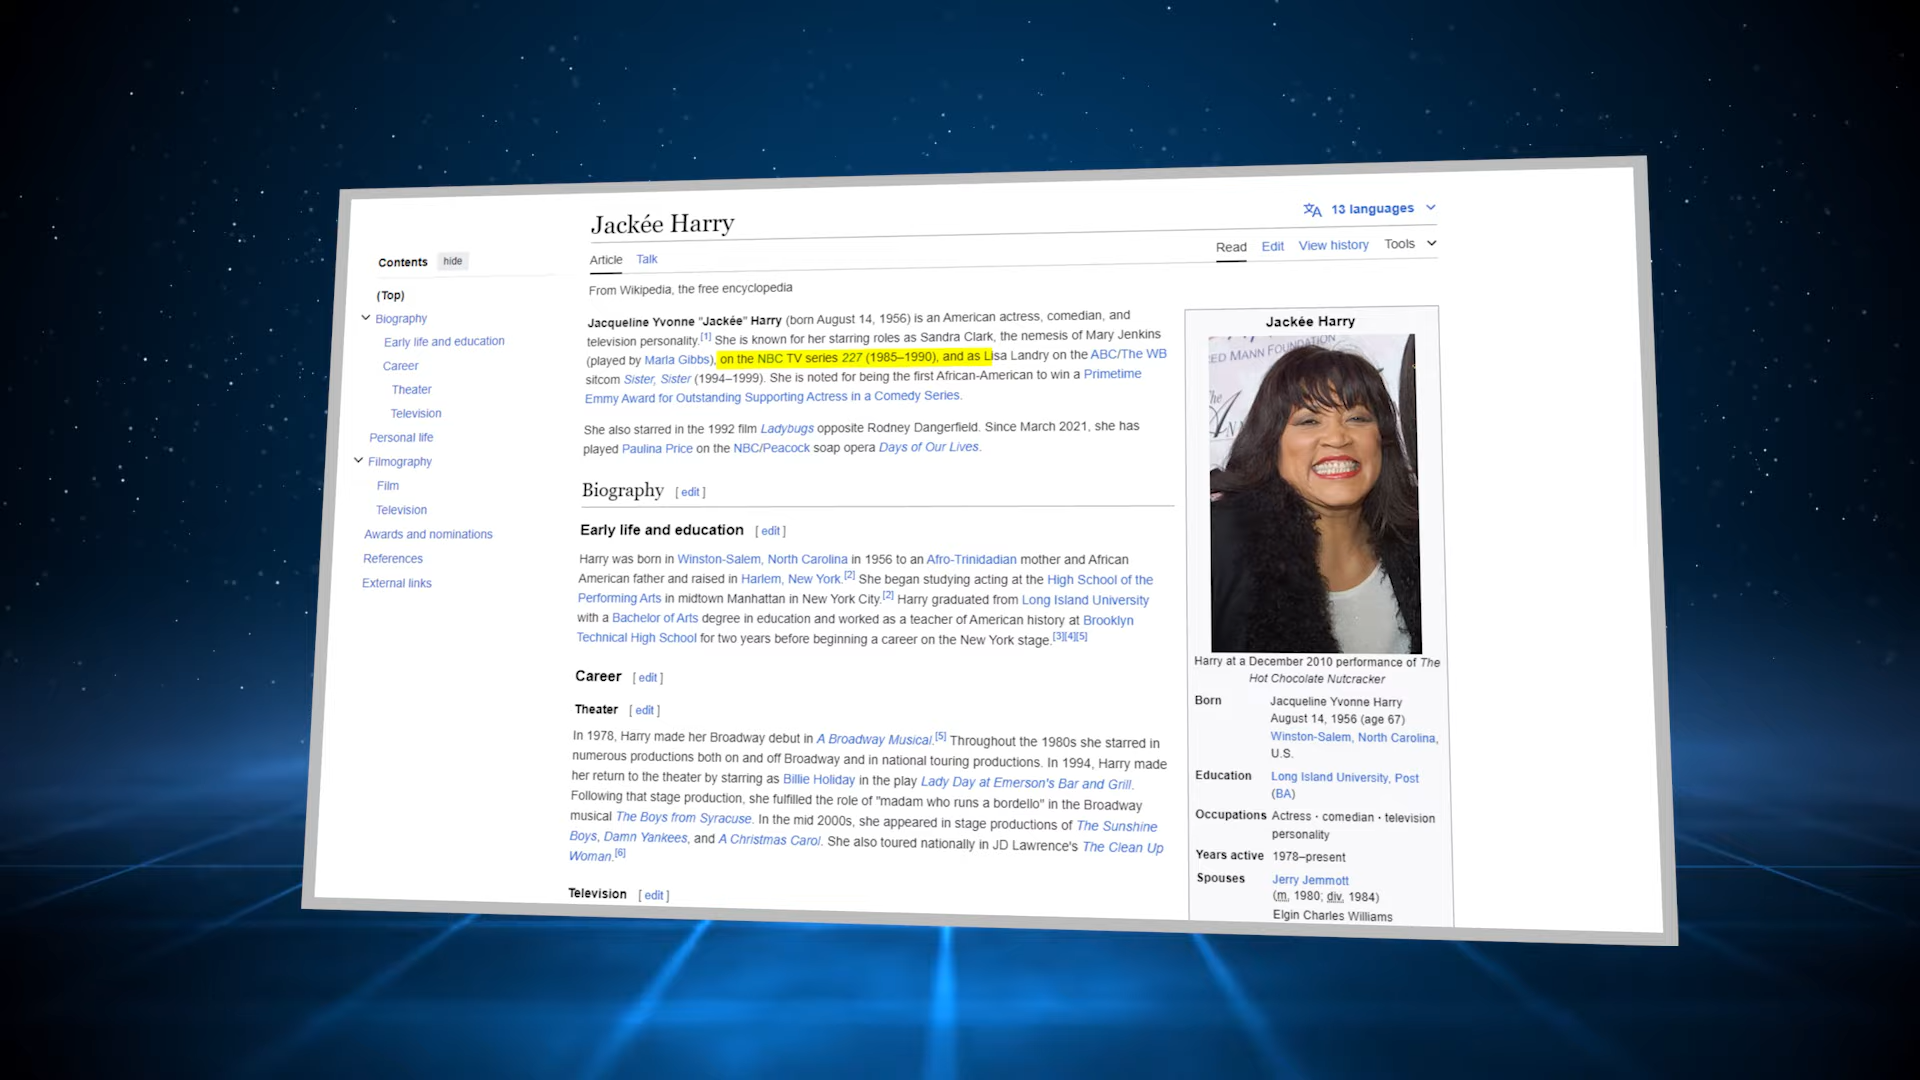 Jackée Harry
13 languages
Article Talk
Read Edit View history Tools
From Wikipedia, the free encyclopedia
Contents hide
(Top)
Biography
Early life and education
Career
Theater
Television
Personal life
Filmography
Film
Television
Awards and nominations
References
External links
Jacqueline Yvonne "Jackée" Harry (born August 14, 1956) is an American actress, comedian, and
television personality.[1] She is known for her starring roles as Sandra Clark, the nemesis of Mary Jenkins
(played by Marla Gibbs), on the NBC TV series 227 (1985–1990), and as Lisa Landry on the ABC/The WB
sitcom Sister, Sister (1994–1999). She is noted for being the first African-American to win a Primetime
Emmy Award for Outstanding Supporting Actress in a Comedy Series.
She also starred in the 1992 film Ladybugs opposite Rodney Dangerfield. Since March 2021, she has
played Paulina Price on the NBC/Peacock soap opera Days of Our Lives.
Biography [ edit ]
Early life and education [ edit ]
Harry was born in Winston-Salem, North Carolina in 1956 to an Afro-Trinidadian mother and African
American father and raised in Harlem, New York.[2] She began studying acting at the High School of the
Performing Arts in midtown Manhattan in New York City.[2] Harry graduated from Long Island University
with a Bachelor of Arts degree in education and worked as a teacher of American history at Brooklyn
Technical High School for two years before beginning a career on the New York stage.[3][4][5]
Career [ edit ]
Theater [ edit ]
In 1978, Harry made her Broadway debut in A Broadway Musical.[5] Throughout the 1980s she starred in
numerous productions both on and off Broadway and in national touring productions. In 1994, Harry made
her return to the theater by starring as Billie Holiday in the play Lady Day at Emerson's Bar and Grill.
Following that stage production, she fulfilled the role of "madam who runs a bordello" in the Broadway
musical The Boys from Syracuse. In the mid 2000s, she appeared in stage productions of The Sunshine
Boys, Damn Yankees, and A Christmas Carol. She also toured nationally in JD Lawrence's The Clean Up
Woman.[6]
Television [ edit ]
Jackée Harry
RED MANN FOUNDATION
The
Harry at a December 2010 performance of The
Hot Chocolate Nutcracker
Born Jacqueline Yvonne Harry
August 14, 1956 (age 67)
Winston-Salem, North Carolina,
U.S.
Education Long Island University, Post
(BA)
Occupations Actress · comedian · television
personality
Years active 1978–present
Spouses Jerry Jemmott
(m. 1980; div. 1984)
Elgin Charles Williams